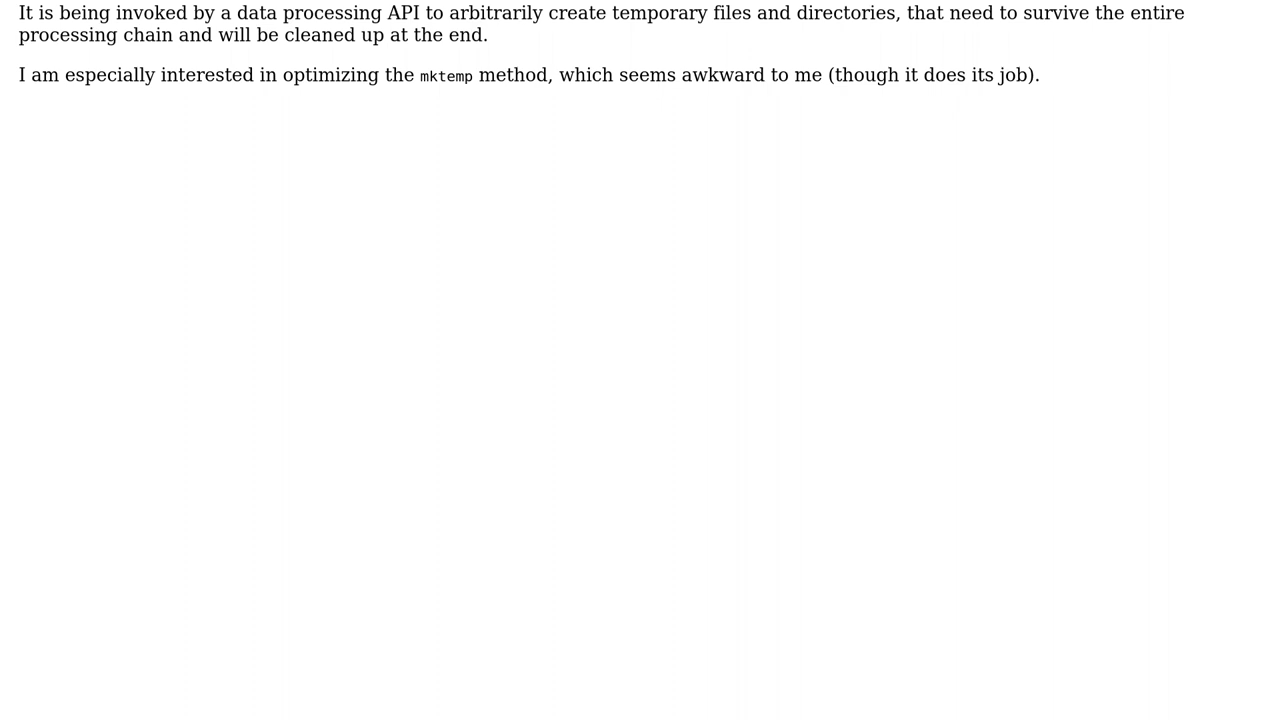 It is being invoked by a data processing API to arbitrarily create temporary files and directories, that need to survive the entire
processing chain and will be cleaned up at the end.
I am especially interested in optimizing the mktemp method, which seems awkward to me (though it does its job).